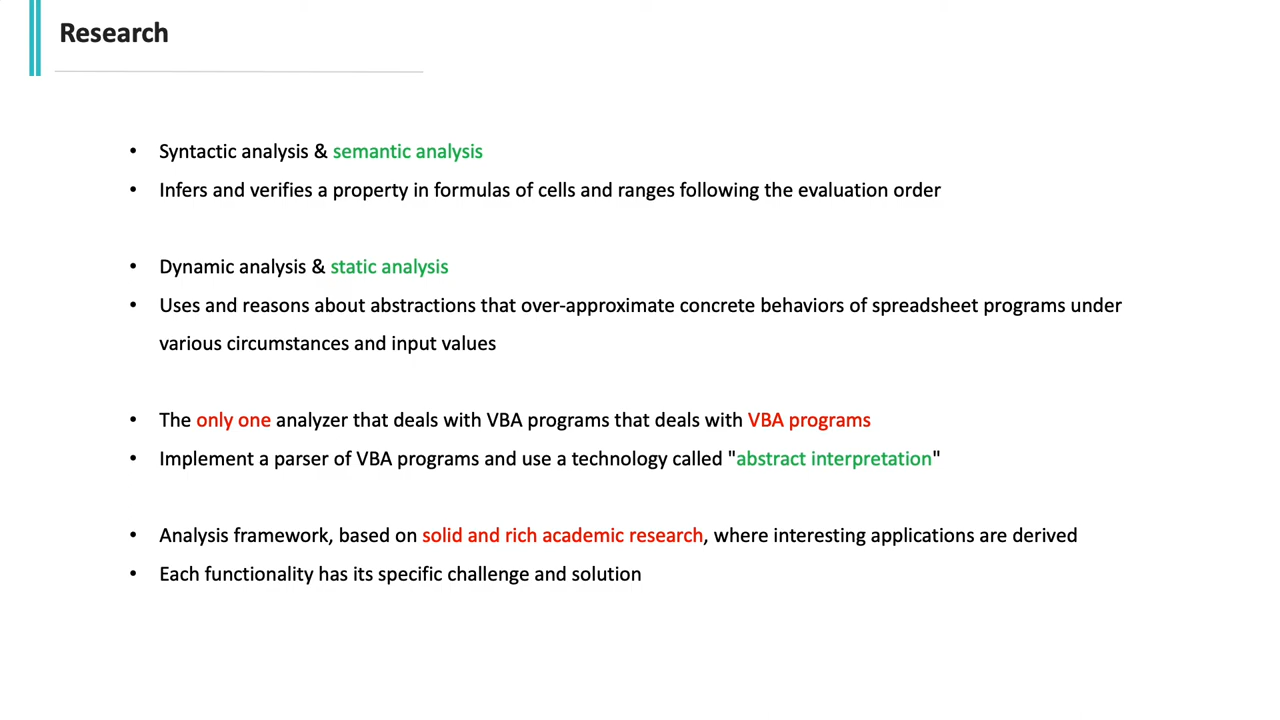 Research
• Syntactic analysis & semantic analysis
• Infers and verifies a property in formulas of cells and ranges following the evaluation order
• Dynamic analysis & static analysis
• Uses and reasons about abstractions that over-approximate concrete behaviors of spreadsheet programs under
various circumstances and input values
• The only one analyzer that deals with VBA programs that deals with VBA programs
• Implement a parser of VBA programs and use a technology called "abstract interpretation"
• Analysis framework, based on solid and rich academic research, where interesting applications are derived
• Each functionality has its specific challenge and solution